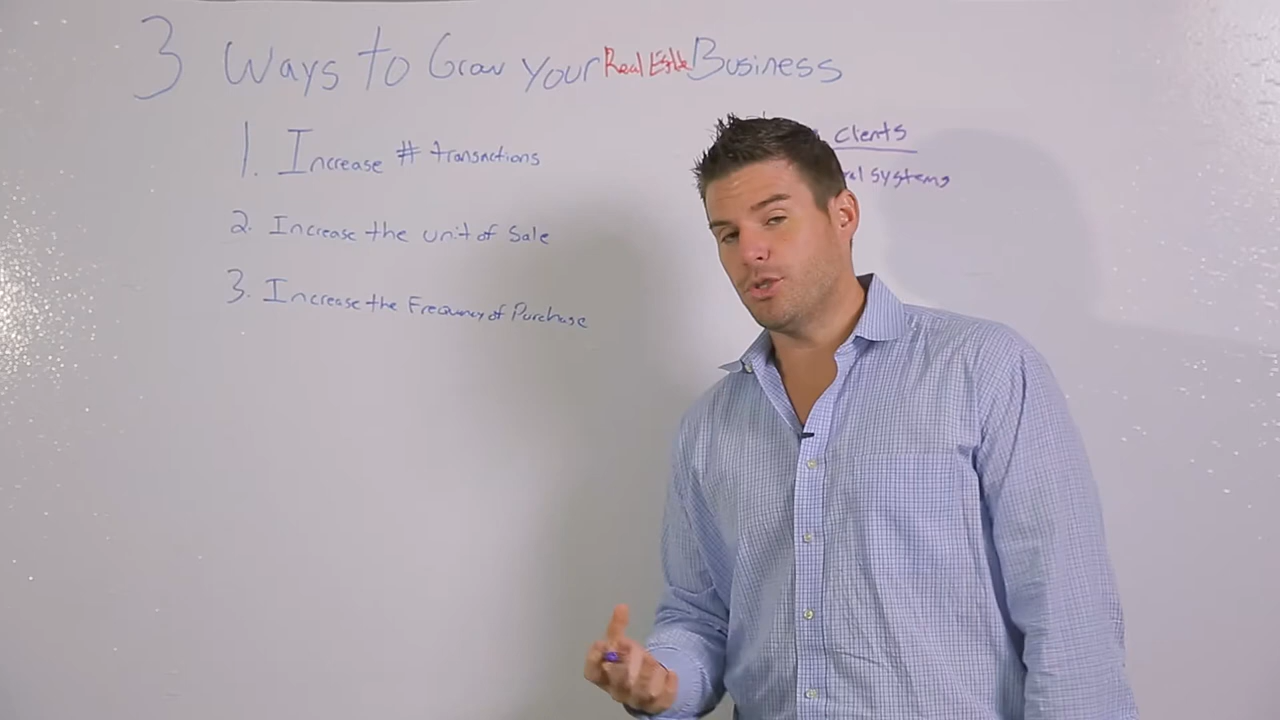 3 Ways to Grow Your Real Estate Business
1. Increase # transactions
Clients
systems
2. Increase the unit of Sale
3. Increase the Frequency of Purchase